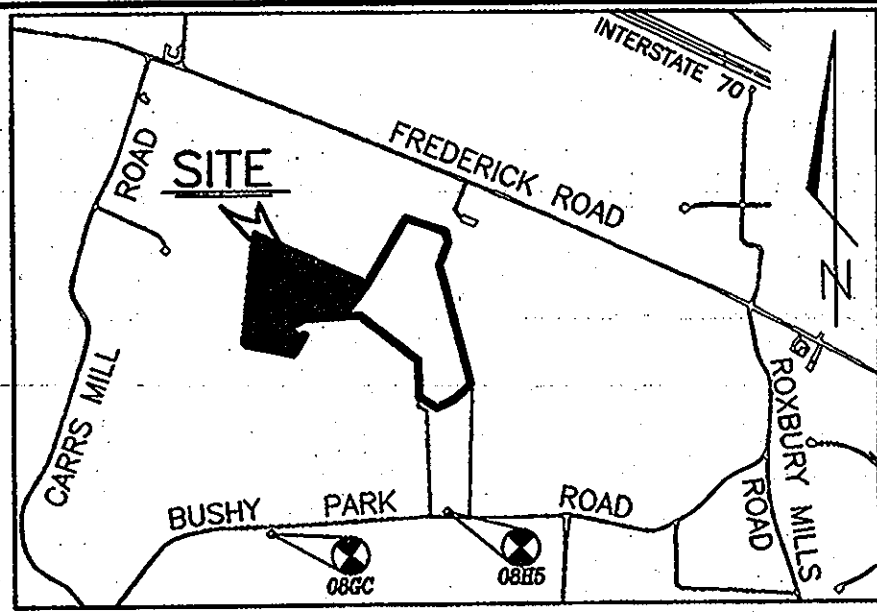 INTERSTATE 70
FREDERICK ROAD
ROAD
SITE
N
CARRS MILL
ROXBURY MILLS
ROAD
BUSHY PARK ROAD
08GC
08H5